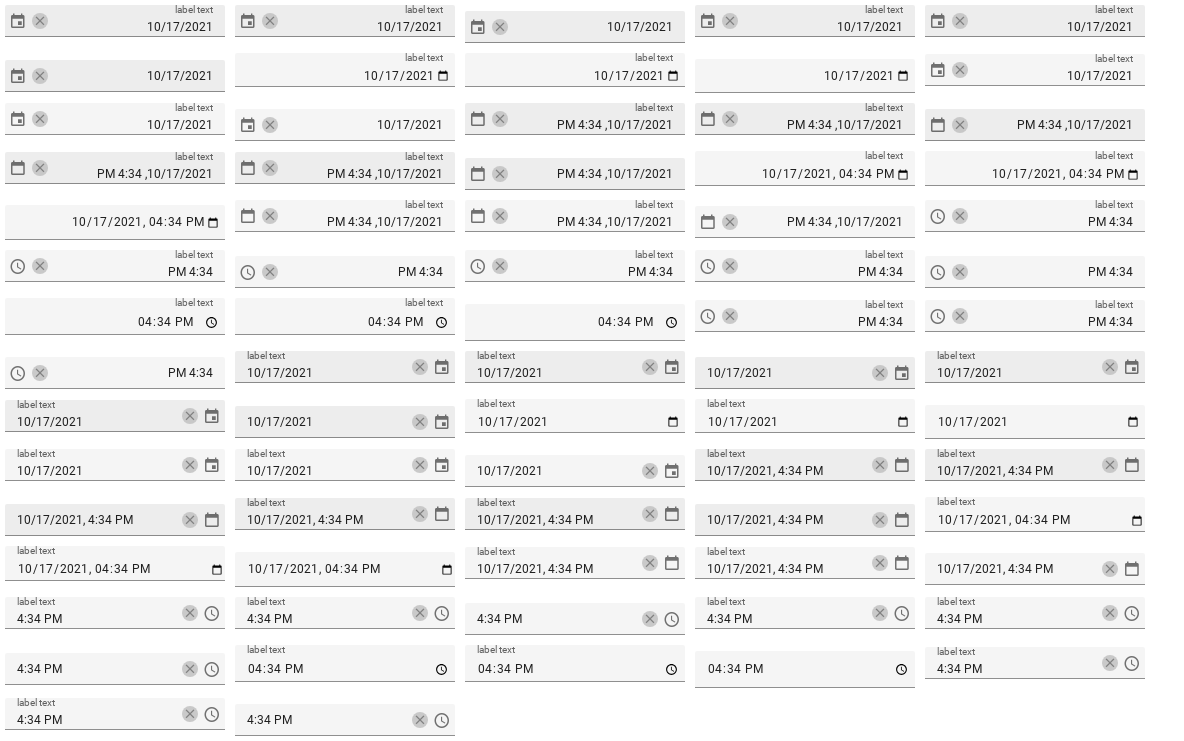 label text
10/17/2021
label text
10/17/2021
10/17/2021
label text
10/17/2021
label text
10/17/2021
10/17/2021
label text
10/17/2021
label text
10/17/2021
10/17/2021
label text
10/17/2021
label text
10/17/2021
10/17/2021
label text
PM 4:34 ,10/17/2021
label text
PM 4:34 ,10/17/2021
PM 4:34 ,10/17/2021
label text
PM 4:34 ,10/17/2021
label text
PM 4:34 ,10/17/2021
PM 4:34 ,10/17/2021
label text
10/17/2021, 04:34 PM
label text
10/17/2021, 04:34 PM
10/17/2021, 04:34 PM
label text
PM 4:34 ,10/17/2021
label text
PM 4:34 ,10/17/2021
PM 4:34 ,10/17/2021
label text
PM 4:34
label text
PM 4:34
PM 4:34
label text
PM 4:34
label text
PM 4:34
PM 4:34
label text
04:34 PM
label text
04:34 PM
04:34 PM
label text
PM 4:34
label text
PM 4:34
PM 4:34
label text
10/17/2021
label text
10/17/2021
10/17/2021
label text
10/17/2021
label text
10/17/2021
10/17/2021
label text
10/17/2021
label text
10/17/2021
10/17/2021
label text
10/17/2021
label text
10/17/2021
10/17/2021
label text
10/17/2021, 4:34 PM
label text
10/17/2021, 4:34 PM
10/17/2021, 4:34 PM
label text
10/17/2021, 4:34 PM
label text
10/17/2021, 4:34 PM
10/17/2021, 4:34 PM
label text
10/17/2021, 04:34 PM
label text
10/17/2021, 04:34 PM
10/17/2021, 04:34 PM
label text
10/17/2021, 4:34 PM
label text
10/17/2021, 4:34 PM
10/17/2021, 4:34 PM
label text
4:34 PM
label text
4:34 PM
4:34 PM
label text
4:34 PM
label text
4:34 PM
4:34 PM
label text
04:34 PM
label text
04:34 PM
04:34 PM
label text
4:34 PM
label text
4:34 PM
4:34 PM